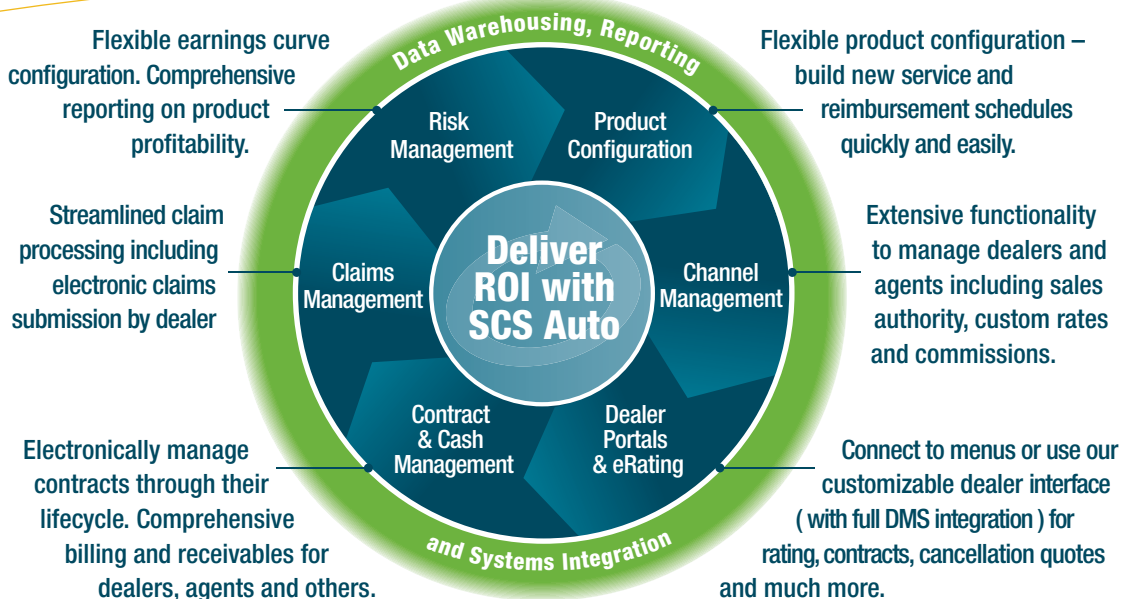 Data Warehousing, Reporting
Flexible earnings curve
configuration. Comprehensive
reporting on product
profitability.
Flexible product configuration –
build new service and
reimbursement schedules
quickly and easily.
Risk
Management
Product
Configuration
Streamlined claim
processing including
electronic claims
submission by dealer
Claims
Management
Deliver
ROI with
SCS Auto
Channel
Management
Extensive functionality
to manage dealers and
agents including sales
authority, custom rates
and commissions.
Contract
& Cash
Management
Dealer
Portals
& eRating
Electronically manage
contracts through their
lifecycle. Comprehensive
billing and receivables for
dealers, agents and others.
Connect to menus or use our
customizable dealer interface
( with full DMS integration ) for
rating, contracts, cancellation quotes
and much more.
and Systems Integration